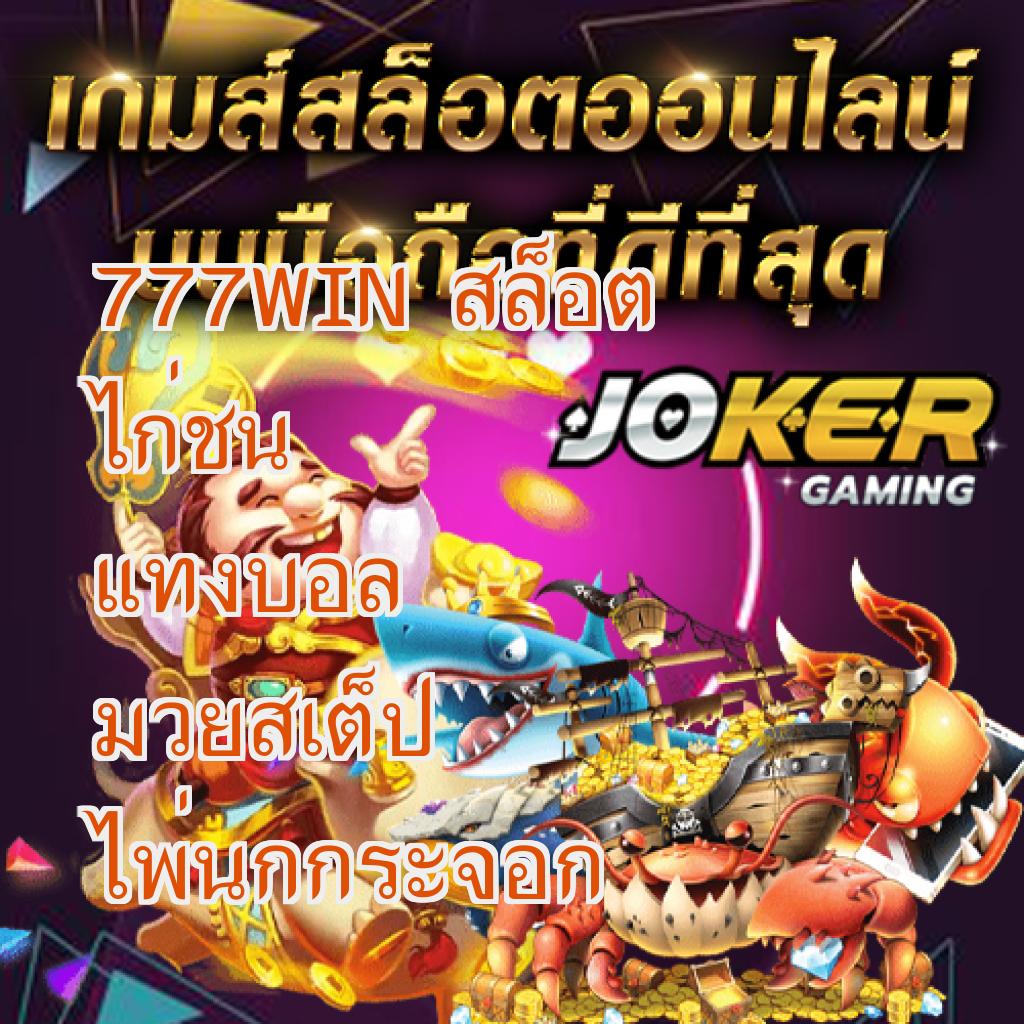 เกมส์สล็อตออนไลน์
บนมือถือที่ดีที่สุด
777WIN สล็อต
ไก่ชน
JOKER
GAMING
แทงบอล
มวยสเต็ป
ไพ่นกกระจอก